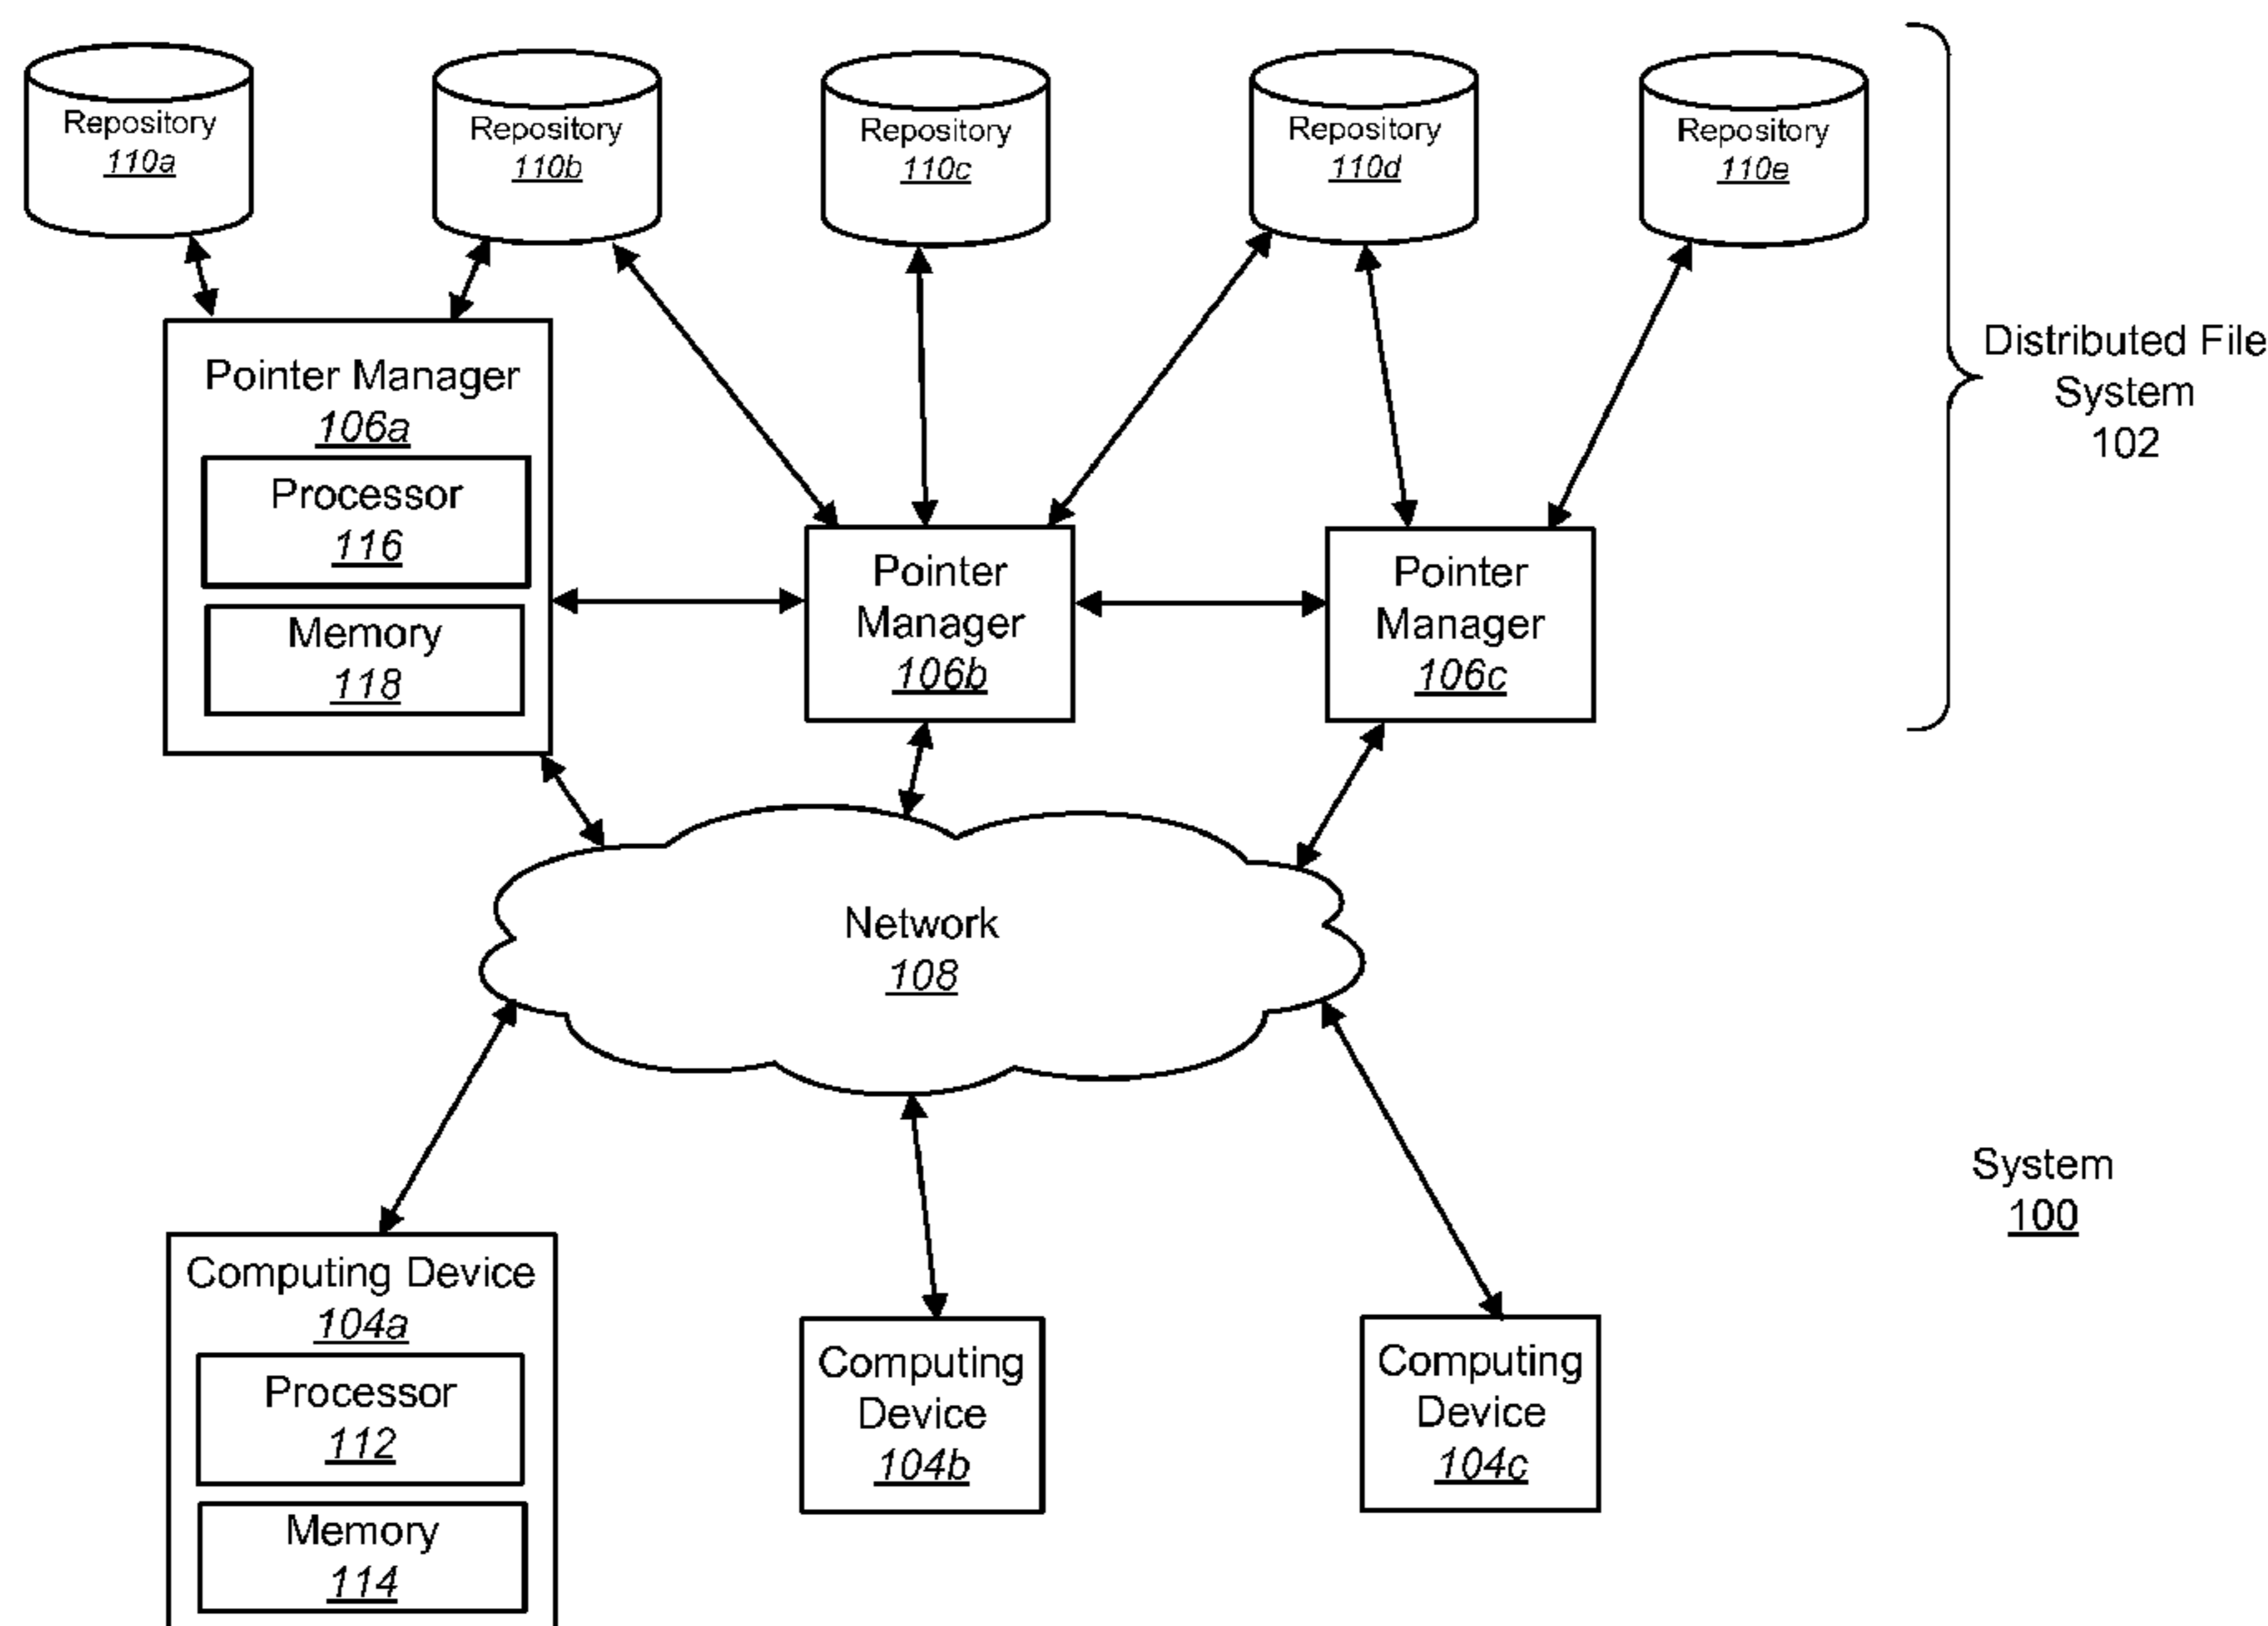 Repository
110a
Repository
110b
Repository
110c
Repository
110d
Repository
110e
Distributed File
System
102
Pointer Manager
106a
Processor
116
Memory
118
Pointer
Manager
106b
Pointer
Manager
106c
Network
108
System
100
Computing Device
104a
Processor
112
Memory
114
Computing
Device
104b
Computing
Device
104c